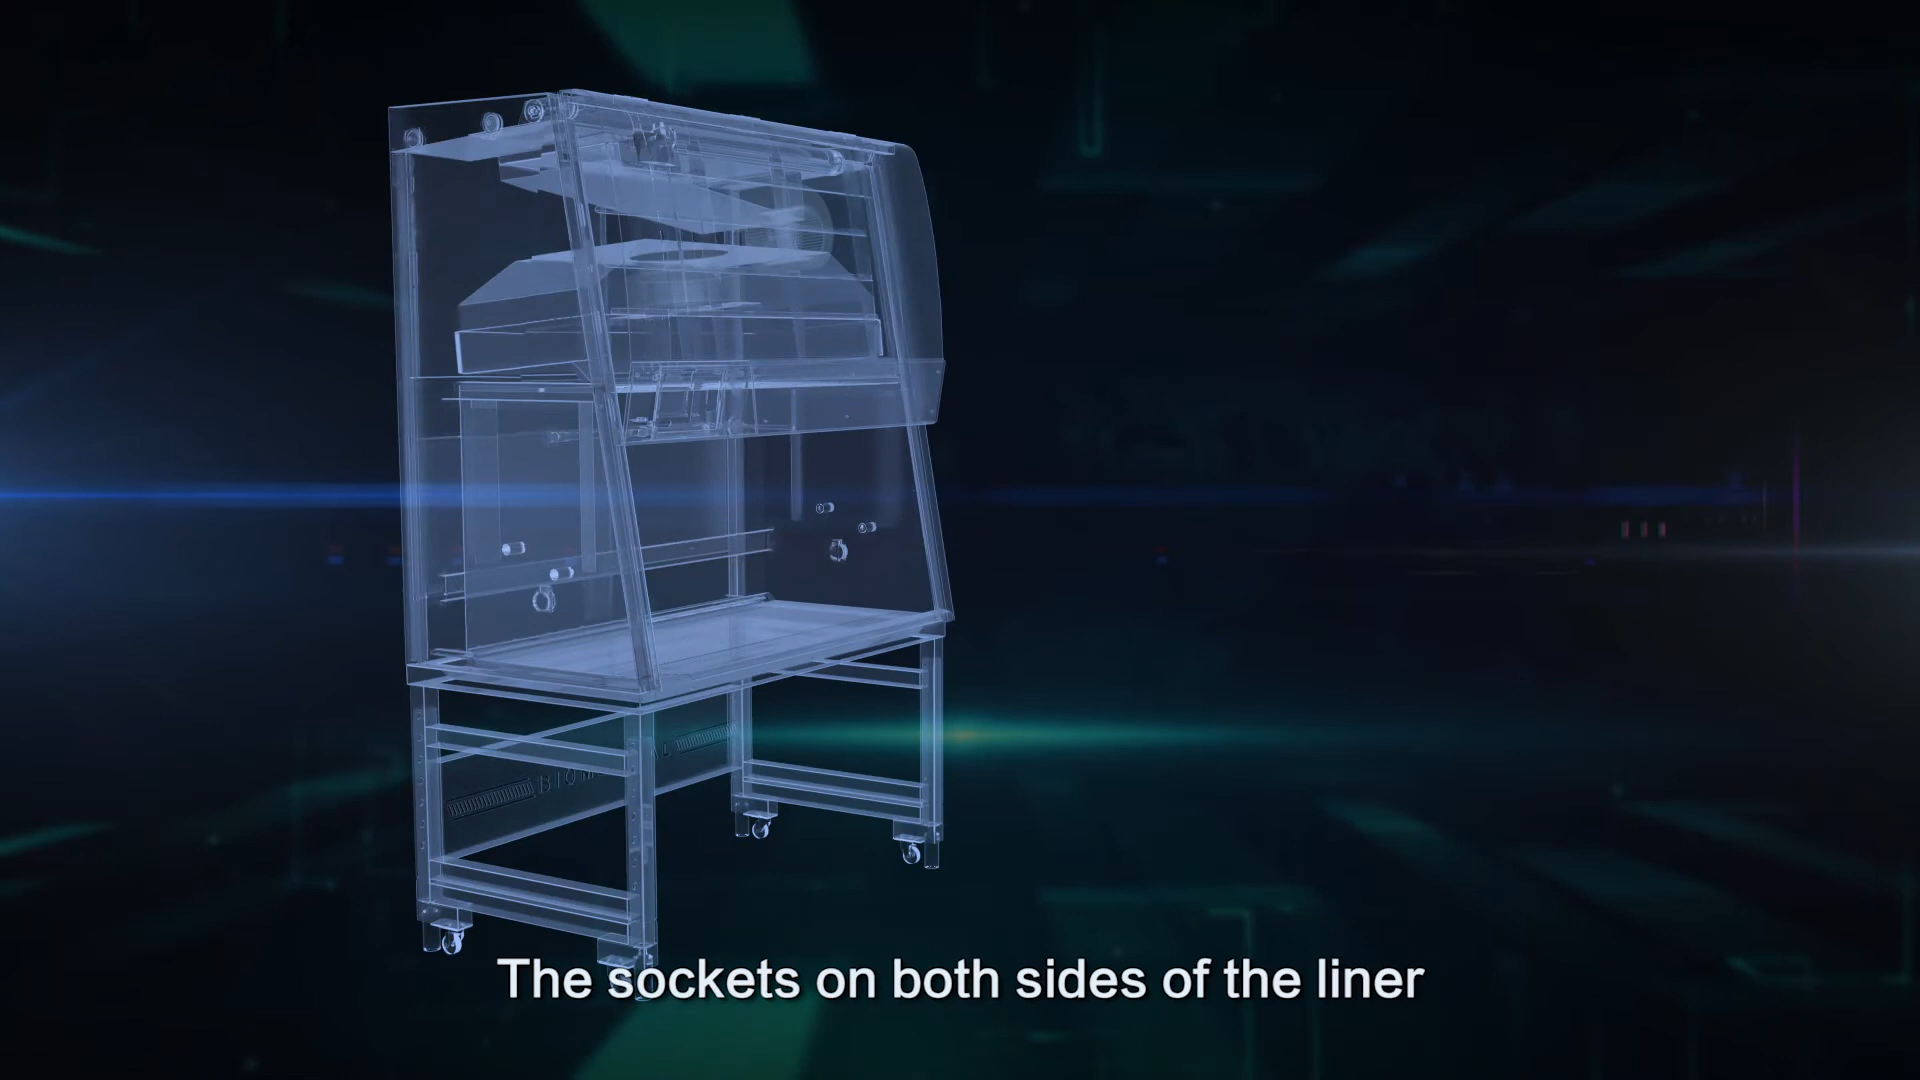 The sockets on both sides of the liner